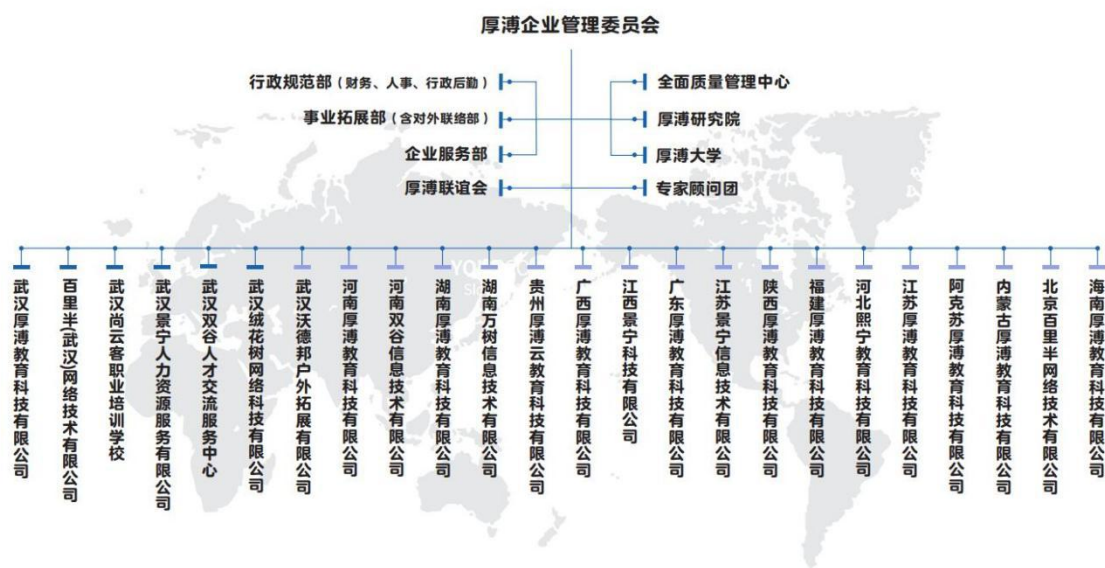 厚溥企业管理委员会
行政规范部（财务、人事、行政后勤）
全面质量管理中心
事业拓展部（含对外联络部）
厚溥研究院
企业服务部
厚溥大学
厚溥联谊会
专家顾问团
武汉厚溥教育科技有限公司
百里半(武汉)网络技术有限公司
武汉尚云客职业培训学校
武汉景宁人力资源服务有限公司
武汉双谷人才交流服务中心
武汉绒花树网络科技有限公司
武汉沃德邦户外拓展有限公司
河南厚溥教育科技有限公司
河南双谷信息技术有限公司
湖南厚溥教育科技有限公司
湖南万树信息技术有限公司
贵州厚溥云教育科技有限公司
广西厚溥教育科技有限公司
江西景宁科技有限公司
广东厚溥教育科技有限公司
江苏景宁信息技术有限公司
陕西厚溥教育科技有限公司
福建厚溥教育科技有限公司
河北熙宁教育科技有限公司
江苏厚溥教育科技有限公司
阿克苏厚溥教育科技有限公司
内蒙古厚溥教育科技有限公司
北京百里半网络技术有限公司
海南厚溥教育科技有限公司